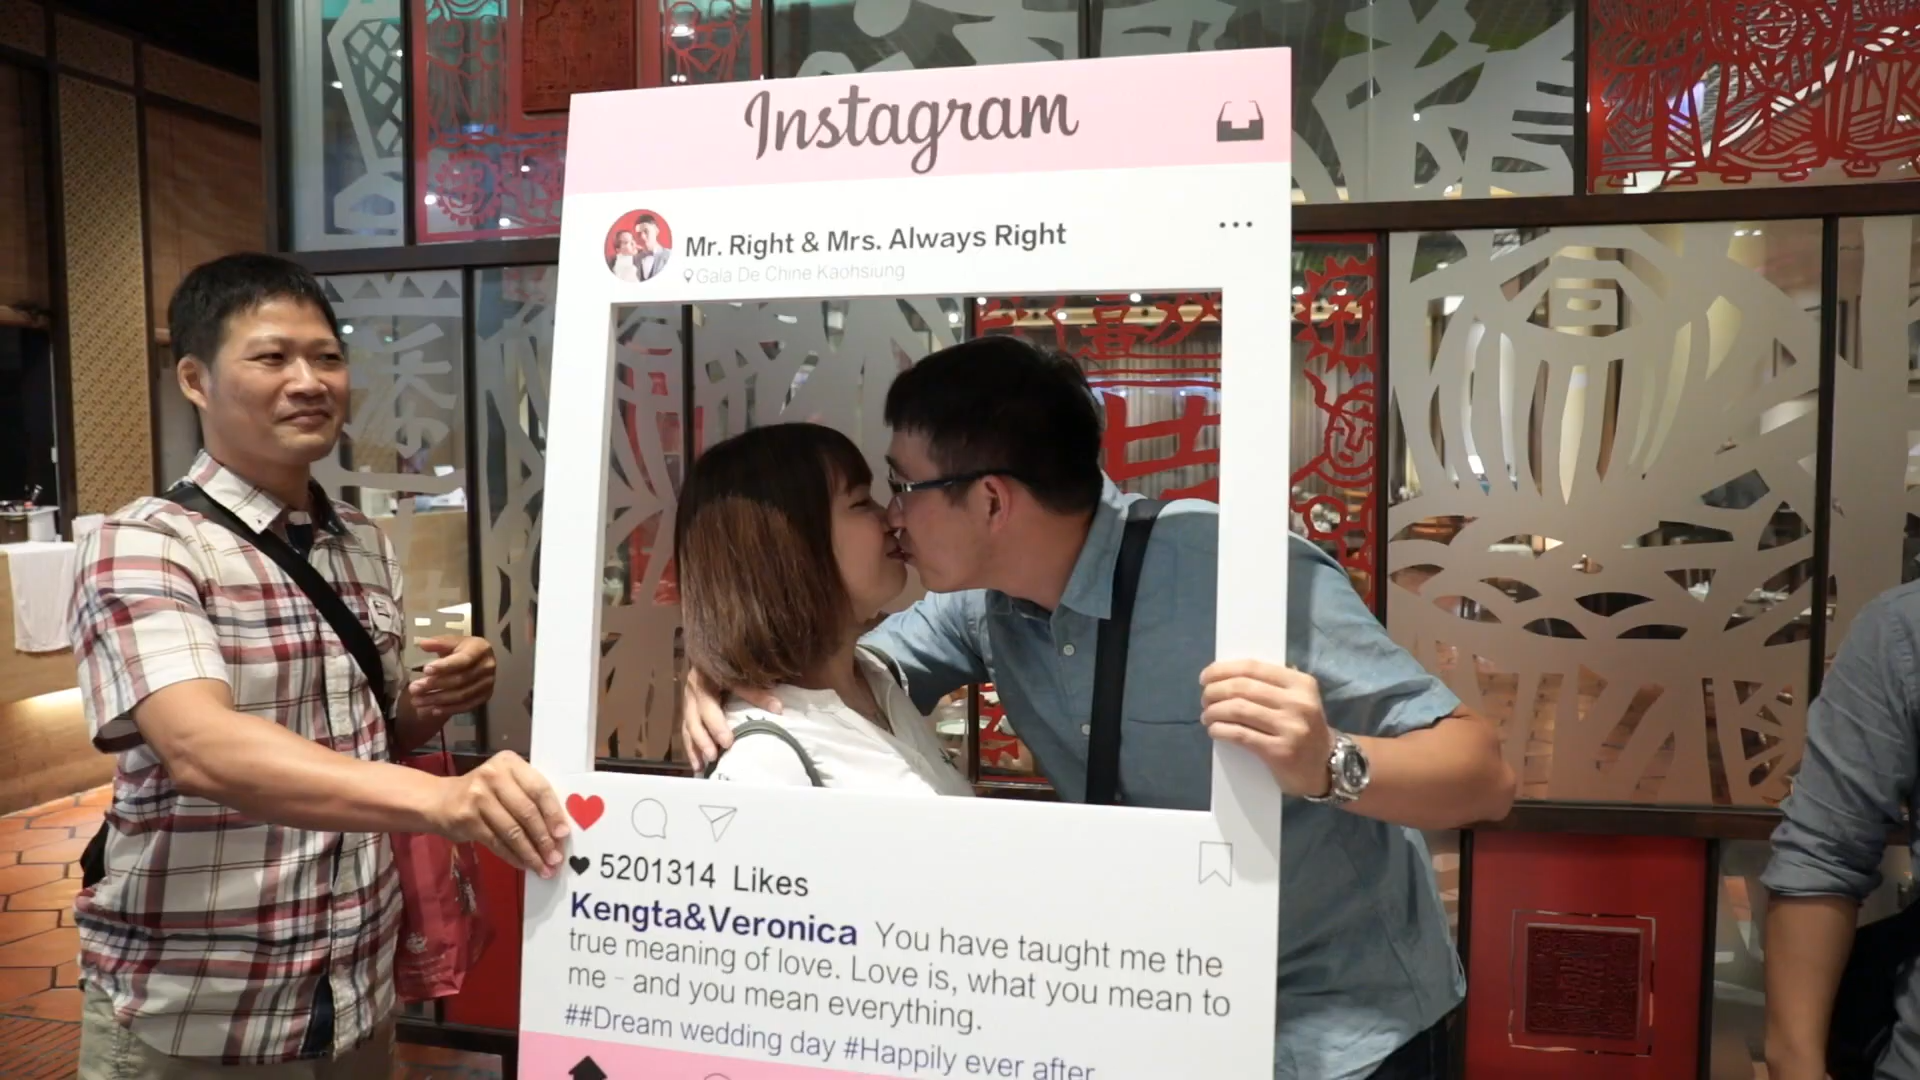 Instagram
Mr. Right & Mrs. Always Right
Gala De Chine Kaohsiung
5201314 Likes
Kengta&Veronica You have taught me the
true meaning of love. Love is, what you mean to
me - and you mean everything.
##Dream wedding day #Happily ever after